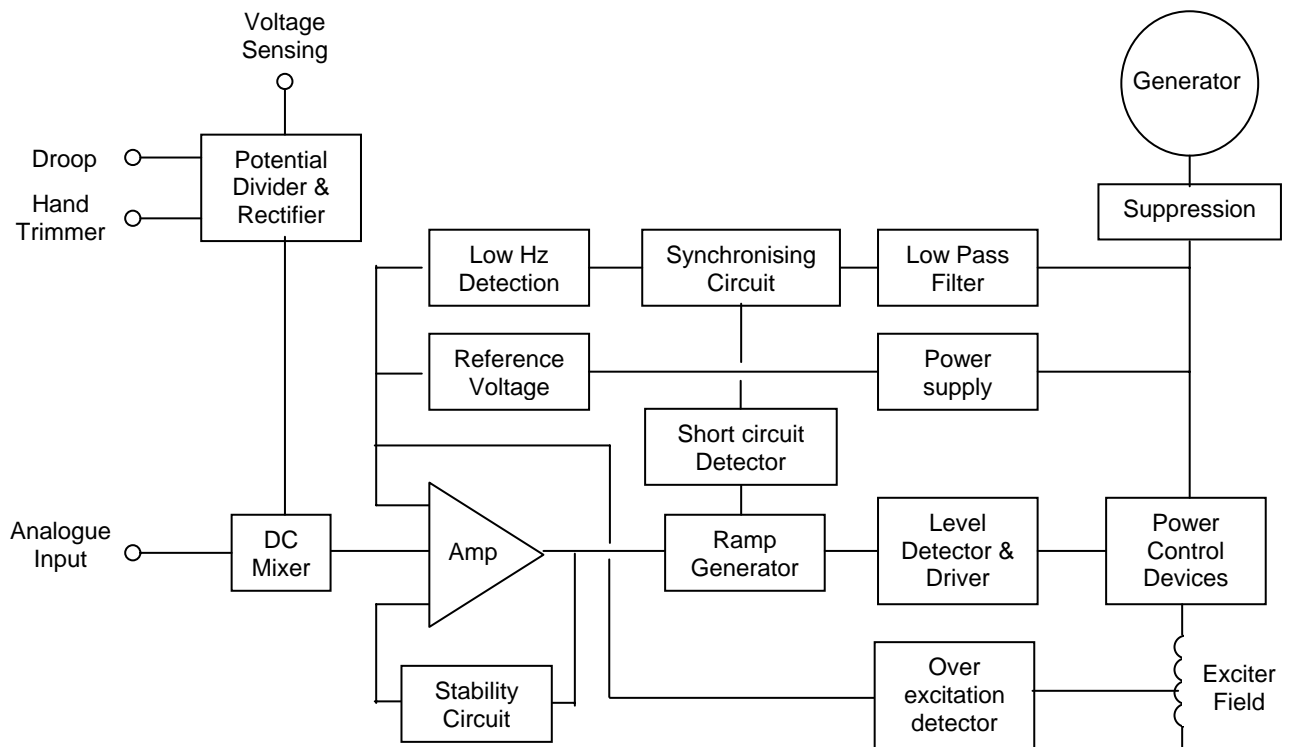 Voltage
Sensing
Generator
Droop
Hand
Trimmer
Potential
Divider &
Rectifier
Suppression
Low Hz
Detection
Synchronising
Circuit
Low Pass
Filter
Reference
Voltage
Power
supply
Short circuit
Detector
Analogue
Input
DC
Mixer
Amp
Ramp
Generator
Level
Detector &
Driver
Power
Control
Devices
Stability
Circuit
Over
excitation
detector
Exciter
Field